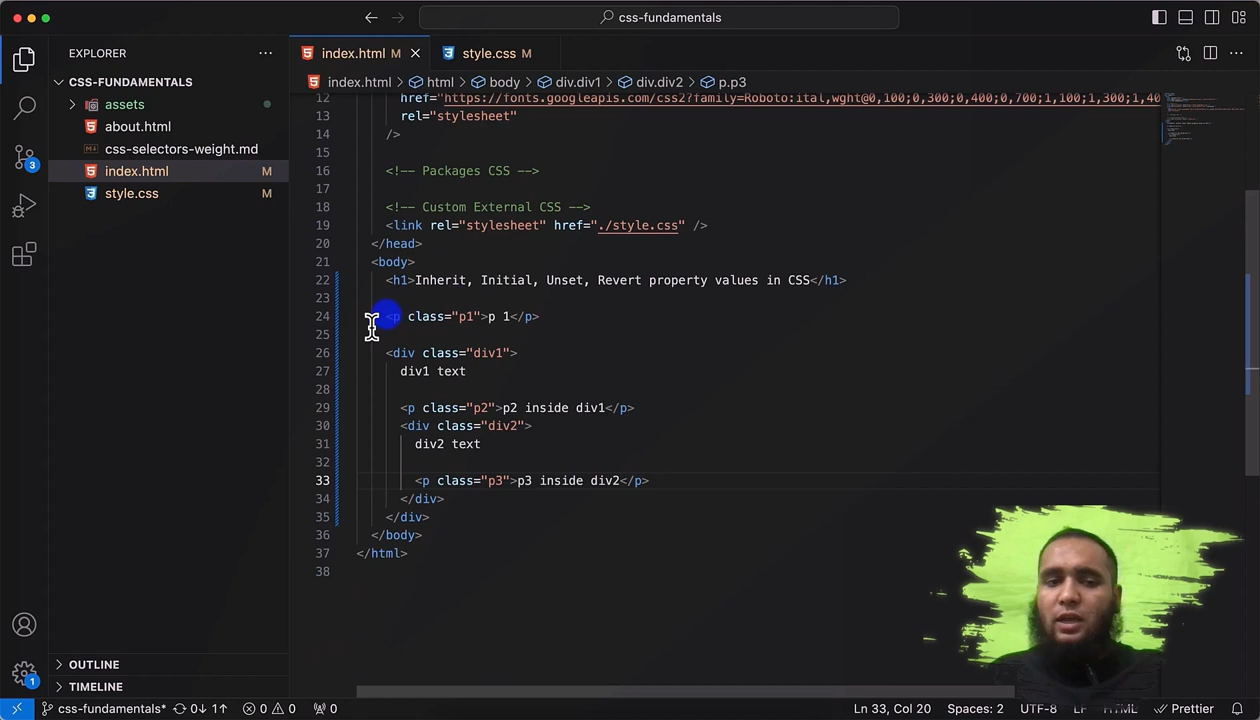 css-fundamentals
EXPLORER
index.html M
style.css M
CSS-FUNDAMENTALS
index.html > html > body > div.div1 > div.div2 > p.p3
assets
about.html
css-selectors-weight.md
index.html M
style.css M
12 href="https://fonts.googleapis.com/css2?family=Roboto:ital,wght@0,100;0,300;0,400;0,700;1,100;1,300;1,40
13 rel="stylesheet"
14 />
15
16 <!-- Packages CSS -->
17
18 <!-- Custom External CSS -->
19 <link rel="stylesheet" href="./style.css" />
20 </head>
21 <body>
22 <h1>Inherit, Initial, Unset, Revert property values in CSS</h1>
23
24 <p class="p1">p 1</p>
25
26 <div class="div1">
27 div1 text
28
29 <p class="p2">p2 inside div1</p>
30 <div class="div2">
31 div2 text
32
33 <p class="p3">p3 inside div2</p>
34 </div>
35 </div>
36 </body>
37 </html>
38
3
OUTLINE
TIMELINE
1
css-fundamentals* 0↓ 1↑ 0 0 0 Ln 33, Col 20 Spaces: 2 UTF-8 LF HTML Prettier